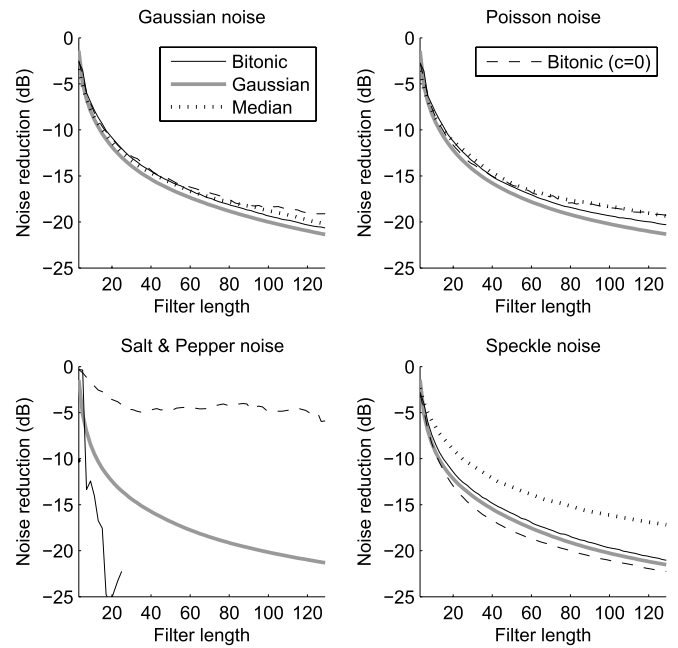 Gaussian noise
0
−5
−10
−15
−20
−25
Noise reduction (dB)
Bitonic
Gaussian
Median
20 40 60 80 100 120
Filter length
Poisson noise
0
−5
−10
−15
−20
−25
Noise reduction (dB)
Bitonic (c=0)
20 40 60 80 100 120
Filter length
Salt & Pepper noise
0
−5
−10
−15
−20
−25
Noise reduction (dB)
20 40 60 80 100 120
Filter length
Speckle noise
0
−5
−10
−15
−20
−25
Noise reduction (dB)
20 40 60 80 100 120
Filter length